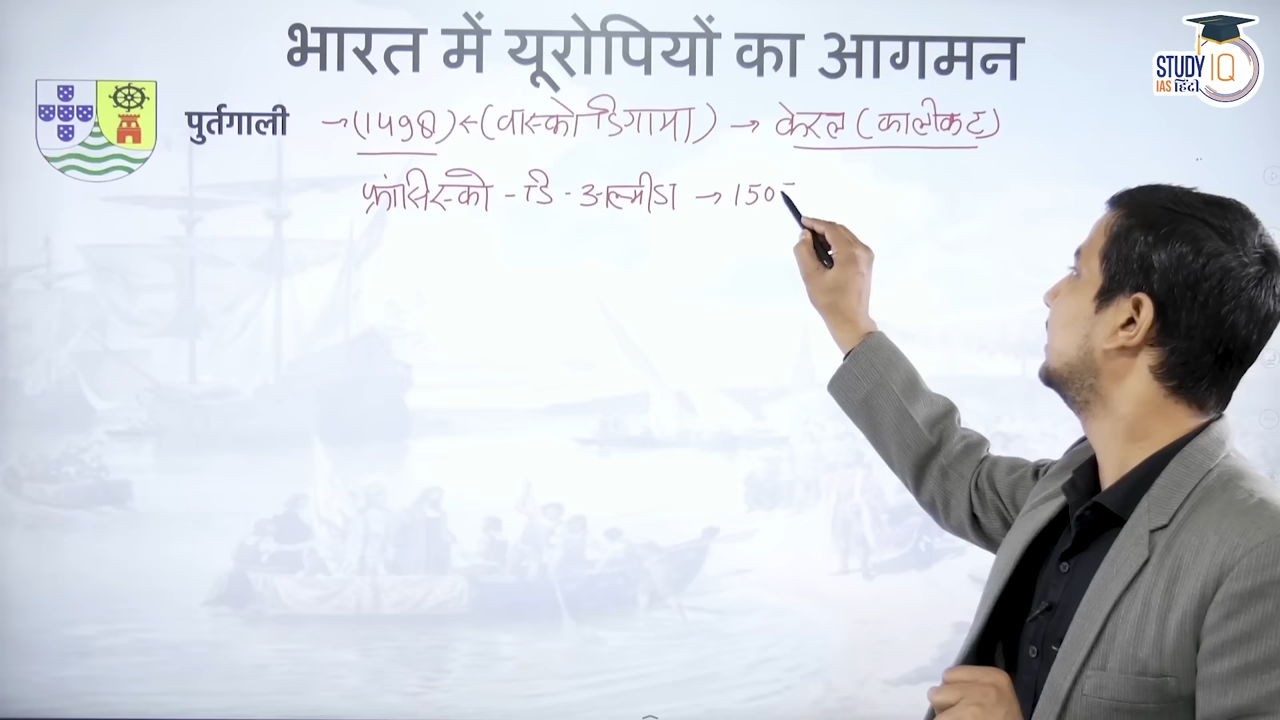 भारत में यूरोपियों का आगमन
STUDY IQ
IAS हिंदी
पुर्तगाली → (1498) ← (वास्को डिगामा) → केरल (कालीकट)
फ्रांसिस्को - डि - अल्मीडा → 150